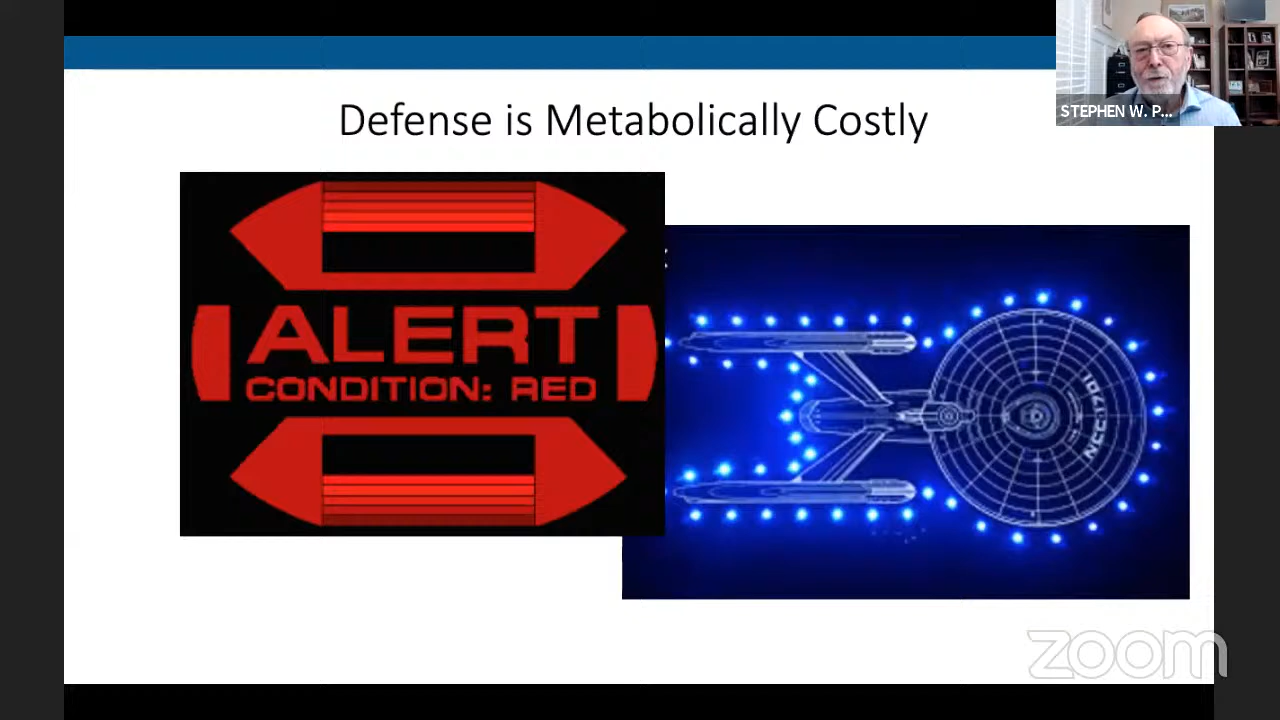 Defense is Metabolically Costly
STEPHEN W. P...
ALERT
CONDITION: RED
NCC-1701
zoom